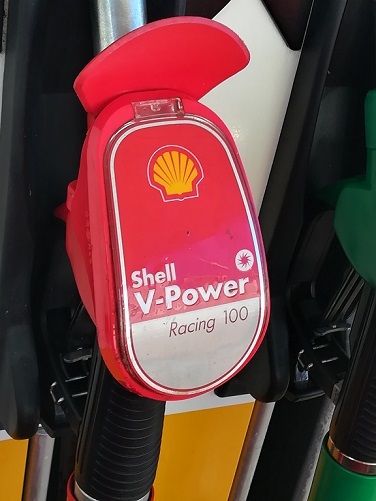 Shell
V-Power
Racing 100